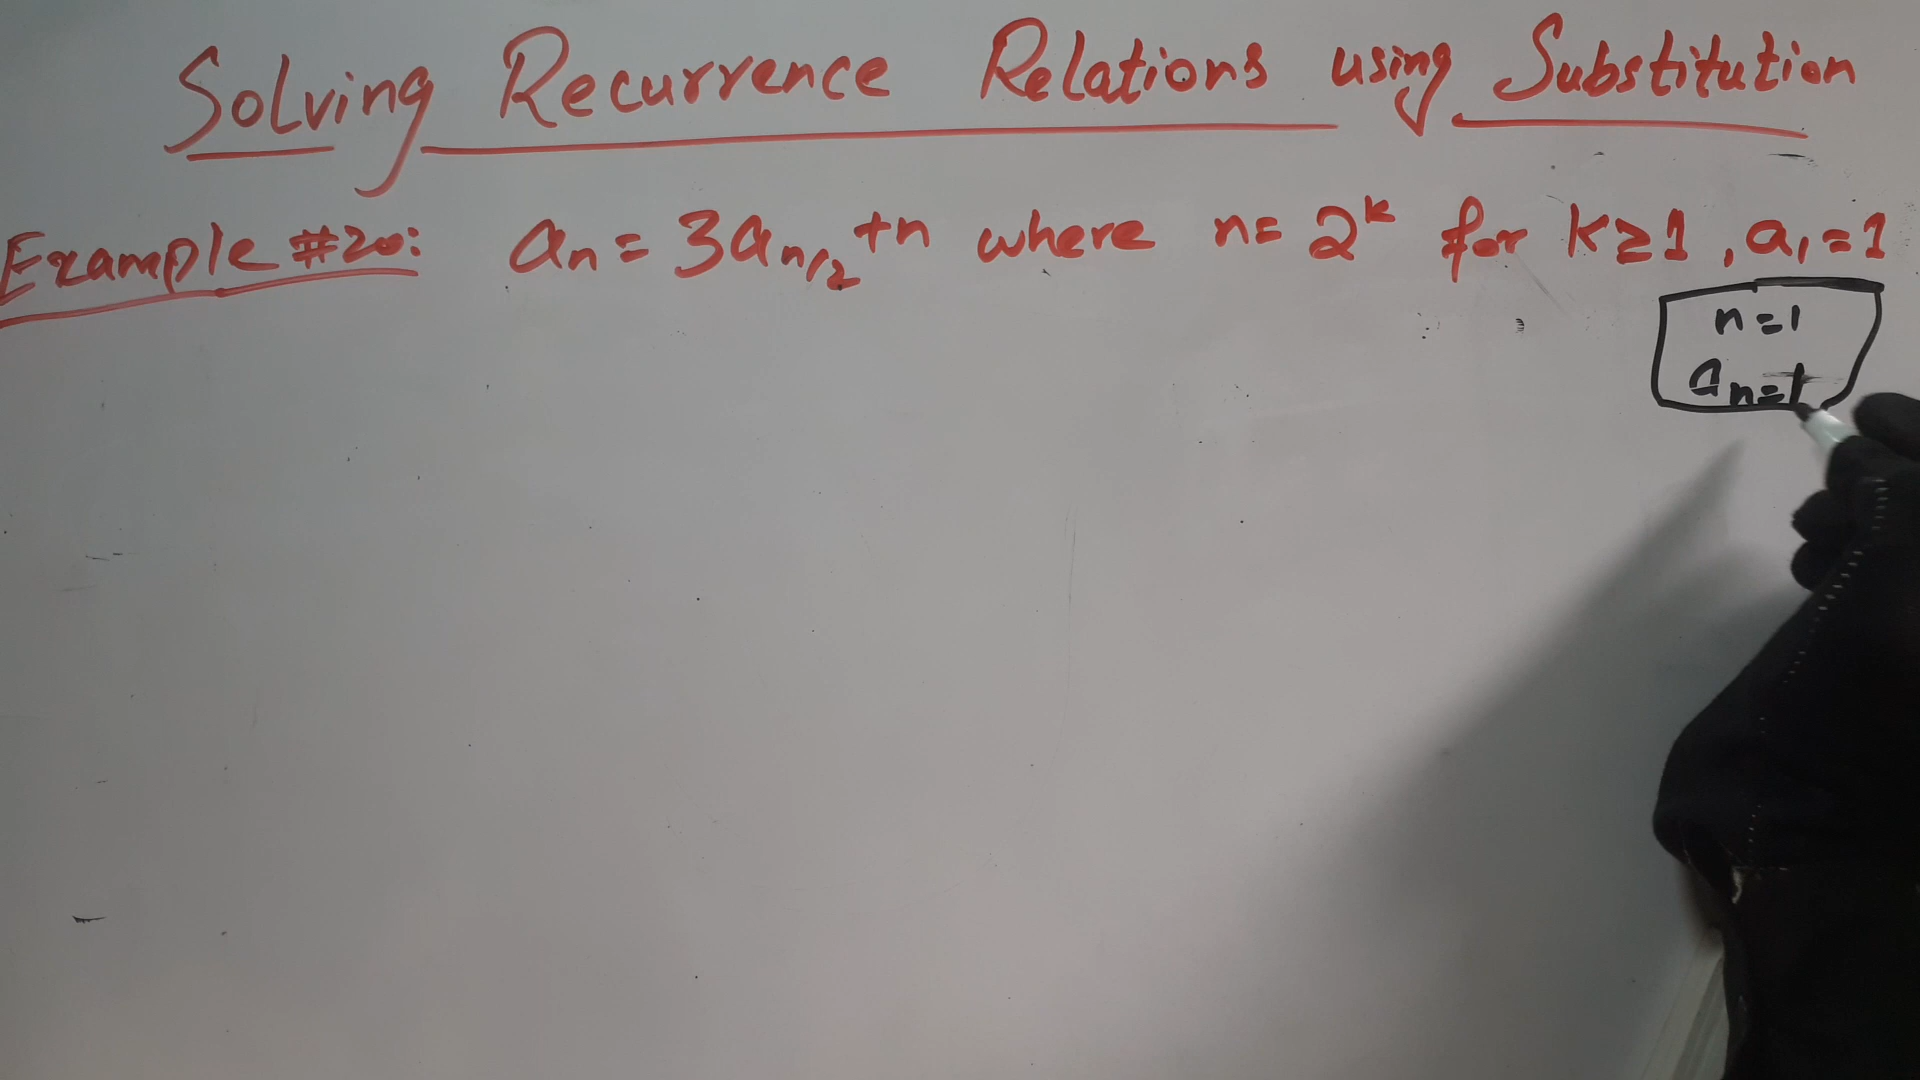 Solving Recurrence Relations using Substitution
Example #20: aₙ = 3aₙ/₂ + n where n = 2ᵏ for k ≥ 1, a₁ = 1
n = 1
aₙ = 1